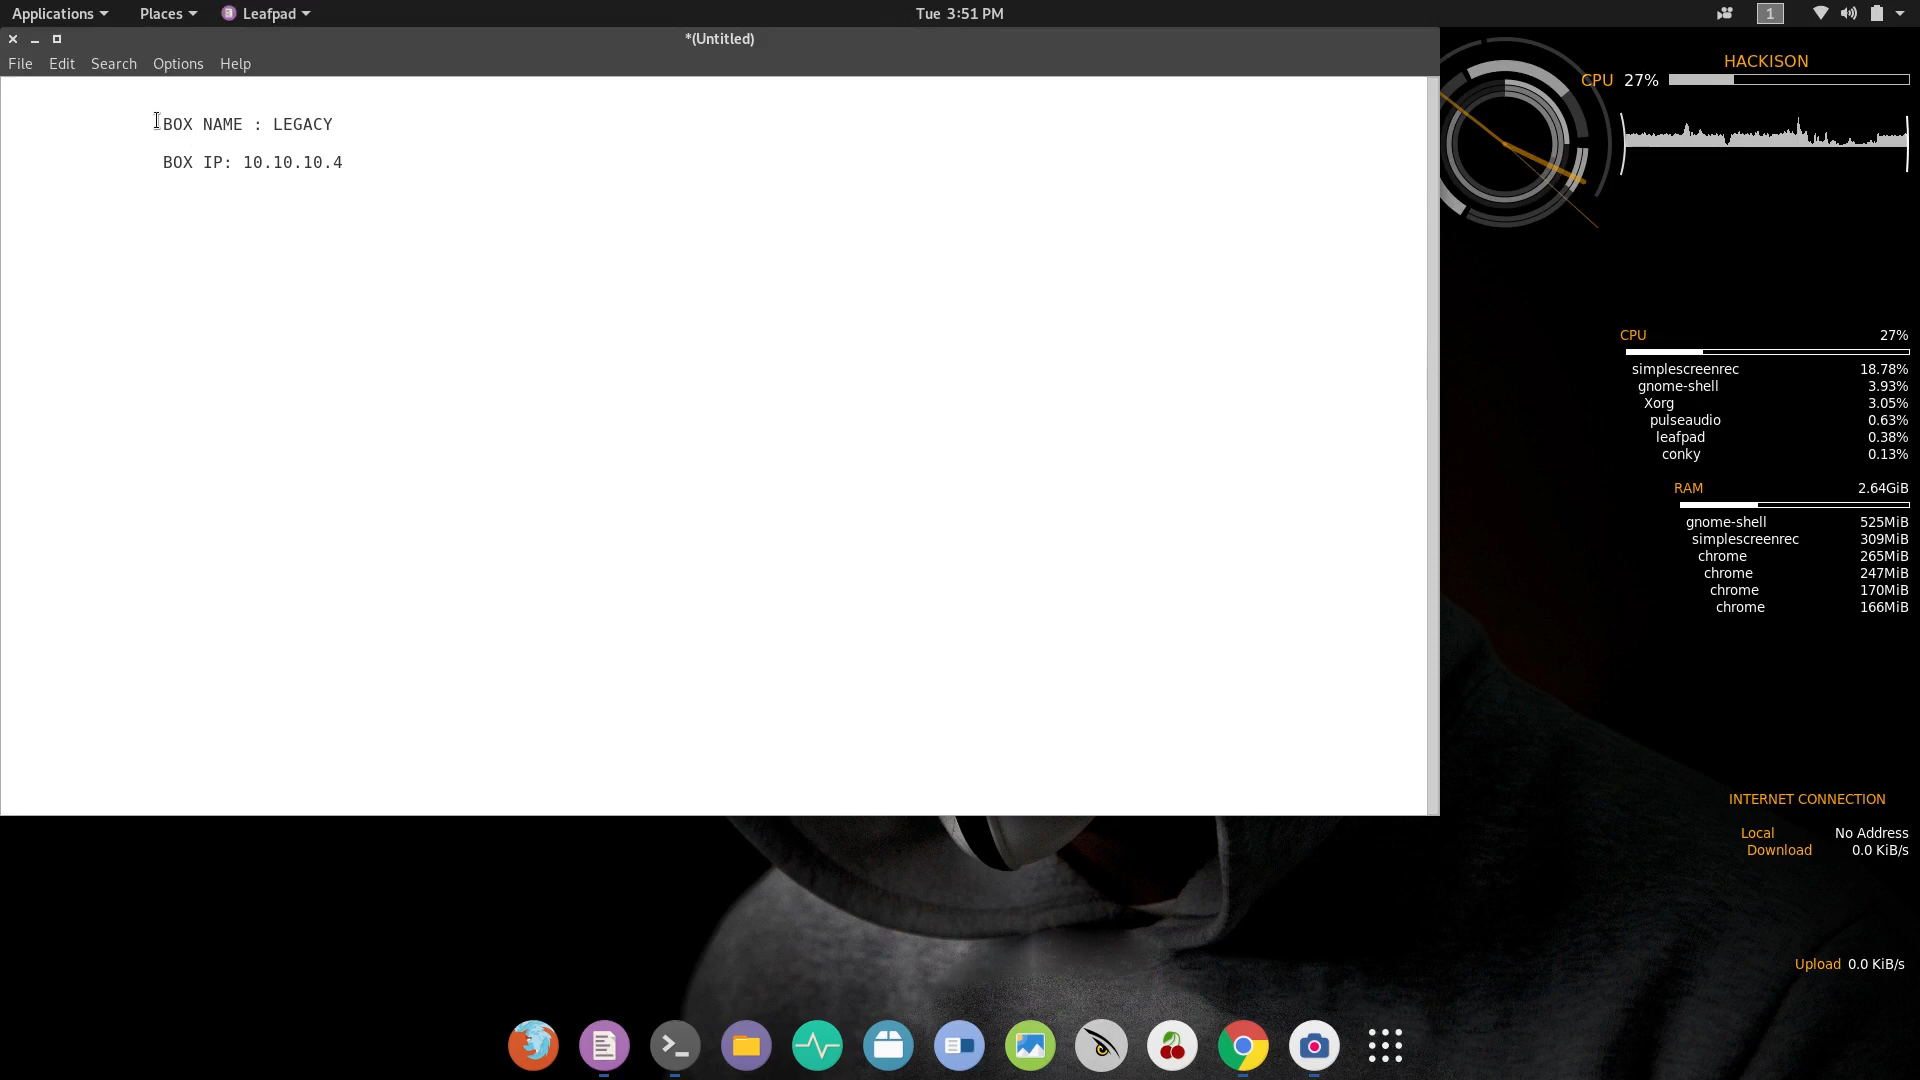 Applications Places Leafpad Tue 3:51 PM 1
*(Untitled)
File Edit Search Options Help
BOX NAME : LEGACY
BOX IP: 10.10.10.4
HACKISON
CPU 27%
CPU 27%
simplescreenrec 18.78%
gnome-shell 3.93%
Xorg 3.05%
pulseaudio 0.63%
leafpad 0.38%
conky 0.13%
RAM 2.64GiB
gnome-shell 525MiB
simplescreenrec 309MiB
chrome 265MiB
chrome 247MiB
chrome 170MiB
chrome 166MiB
INTERNET CONNECTION
Local No Address
Download 0.0 KiB/s
Upload 0.0 KiB/s